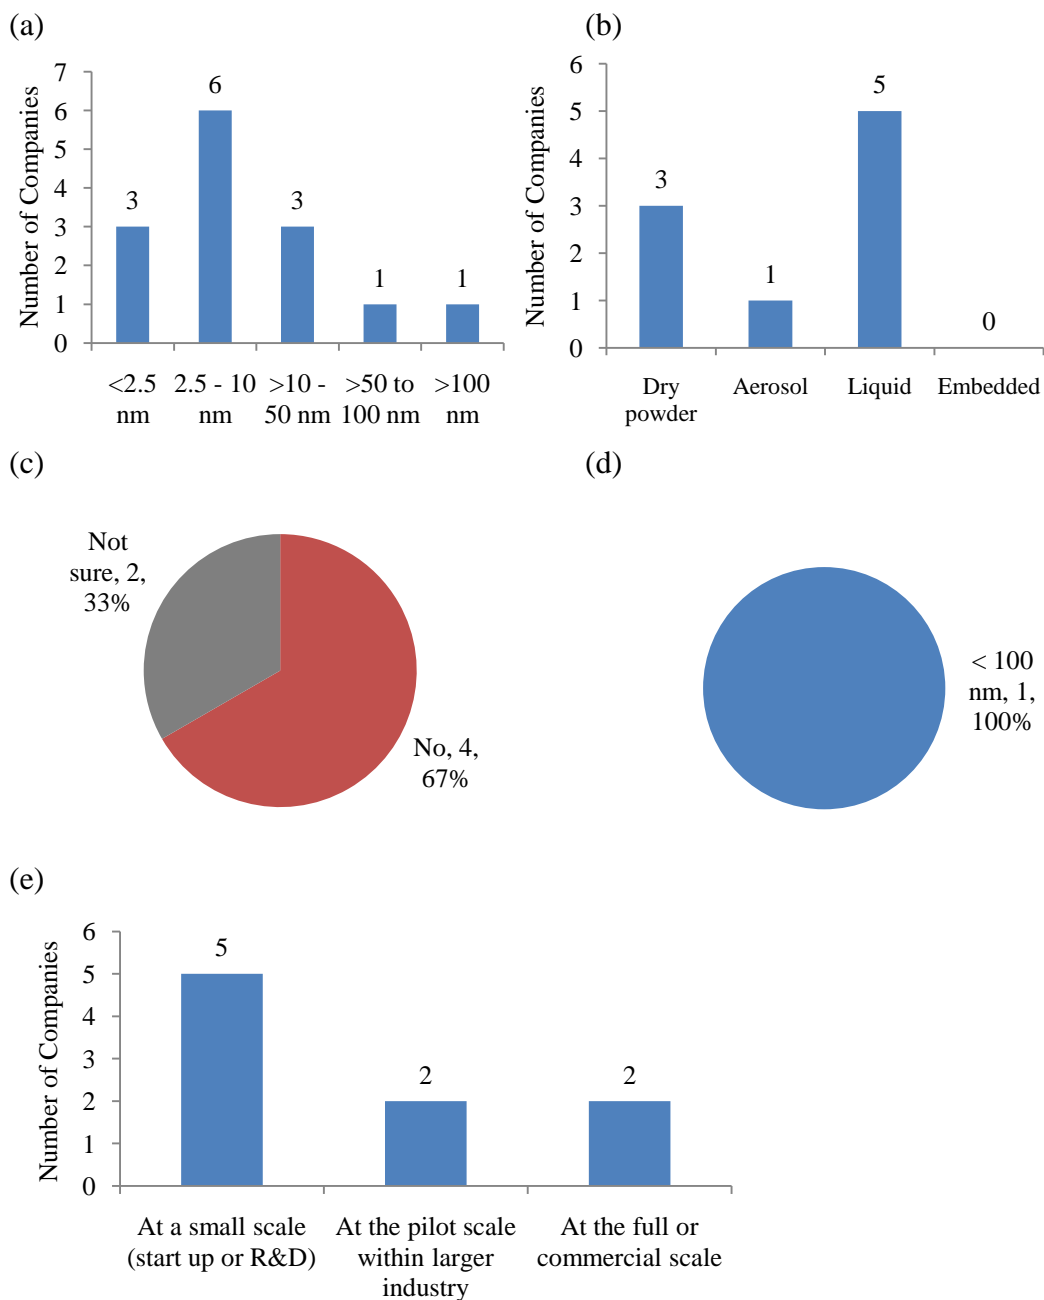 (a)
Number of Companies
7
6
5
4
3
2
1
0
3
6
3
1
1
<2.5
nm
2.5 - 10
nm
>10 -
50 nm
>50 to
100 nm
>100
nm
(b)
Number of Companies
6
5
4
3
2
1
0
3
1
5
0
Dry
powder
Aerosol
Liquid
Embedded
(c)
Not
sure, 2,
33%
No, 4,
67%
(d)
< 100
nm, 1,
100%
(e)
Number of Companies
6
5
4
3
2
1
0
5
2
2
At a small scale
(start up or R&D)
At the pilot scale
within larger
industry
At the full or
commercial scale